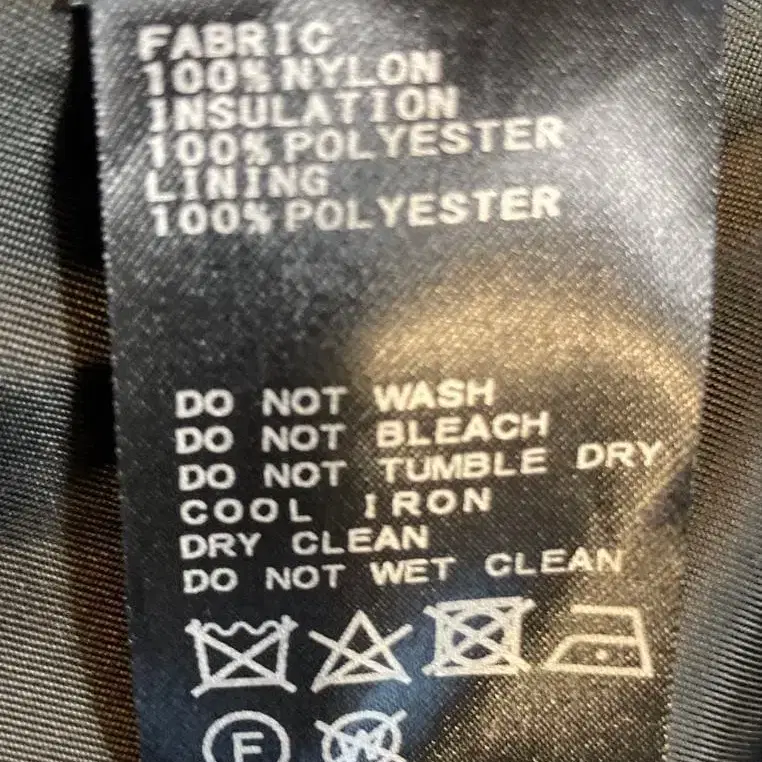 FABRIC
100% NYLON
INSULATION
100% POLYESTER
LINING
100% POLYESTER
DO NOT WASH
DO NOT BLEACH
DO NOT TUMBLE DRY
COOL IRON
DRY CLEAN
DO NOT WET CLEAN
F W